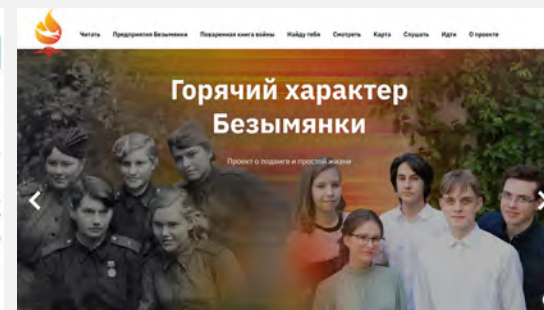 Читать Предприятия Безымянки Поваренная книга войны Найду тебя Смотреть Карта Слушать Идти О проекте
Горячий характер
Безымянки
Проект о подвиге и простой жизни